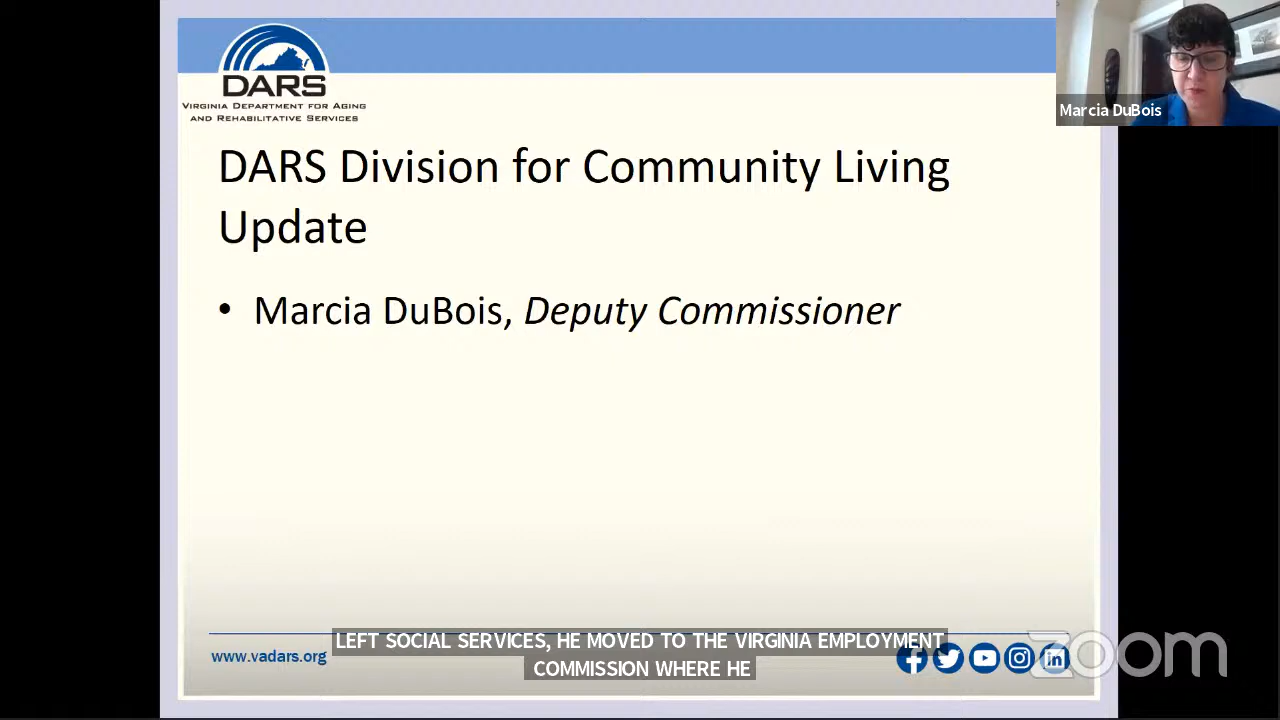 DARS
VIRGINIA DEPARTMENT FOR AGING
AND REHABILITATIVE SERVICES
Marcia DuBois
DARS Division for Community Living
Update
• Marcia DuBois, Deputy Commissioner
LEFT SOCIAL SERVICES, HE MOVED TO THE VIRGINIA EMPLOYMENT
COMMISSION WHERE HE
www.vadars.org
zoom